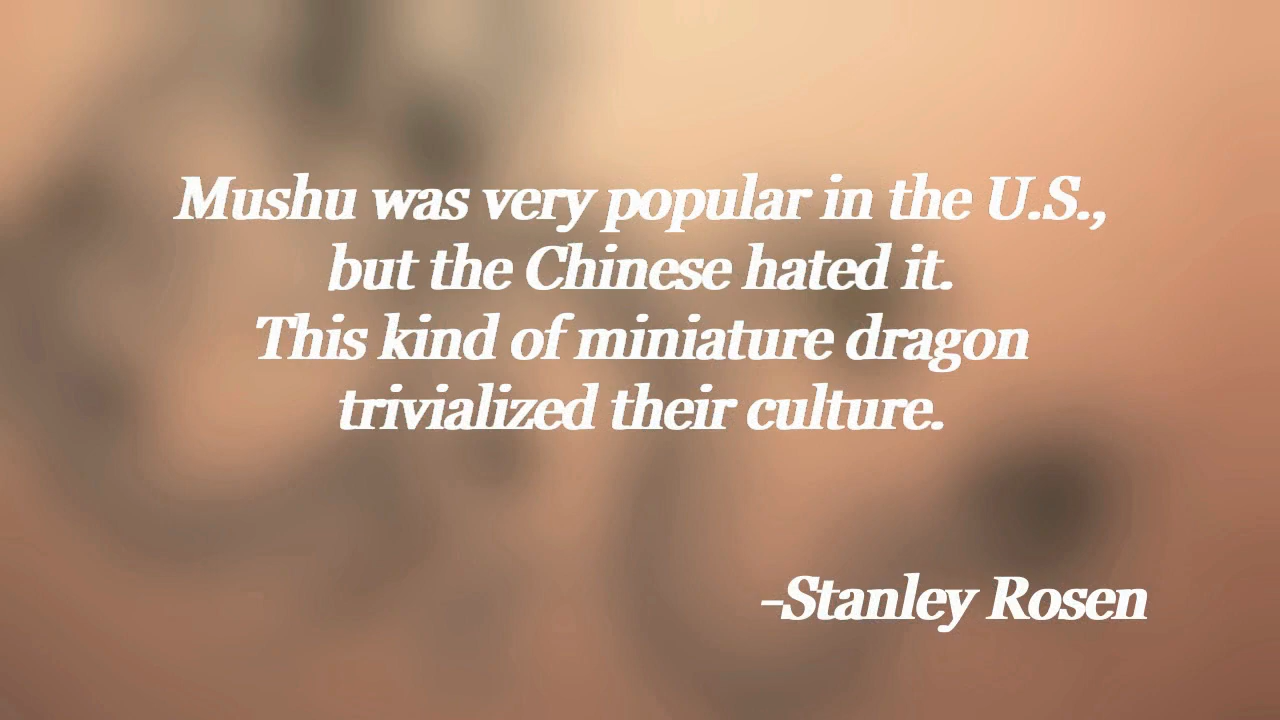 Mushu was very popular in the U.S.,
but the Chinese hated it.
This kind of miniature dragon
trivialized their culture.
-Stanley Rosen